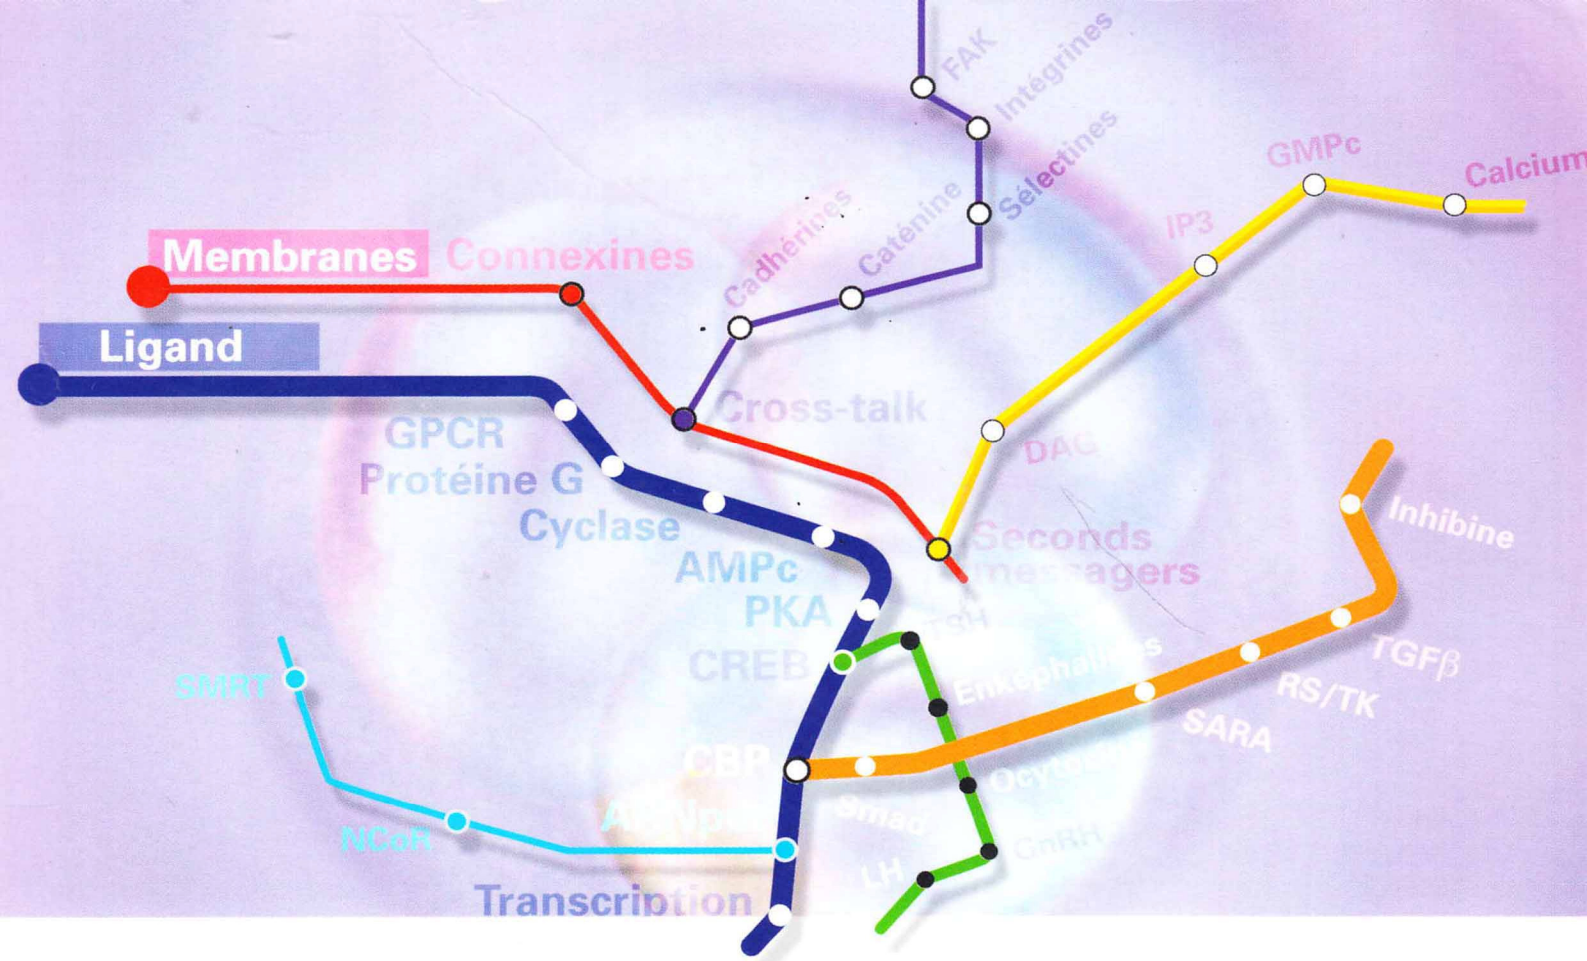 FAK
Intégrines
Sélectines
GMPc
Calcium
IP3
Cadhérines
Caténine
Membranes
Connexines
Ligand
Cross-talk
GPCR
Protéine G
DAG
Cyclase
Inhibine
Seconds
messagers
AMPc
PKA
TSH
CREB
Enképhalines
TGFβ
RS/TK
SMRT
SARA
CBP
Smad
NCoR
GnRH
LH
Transcription